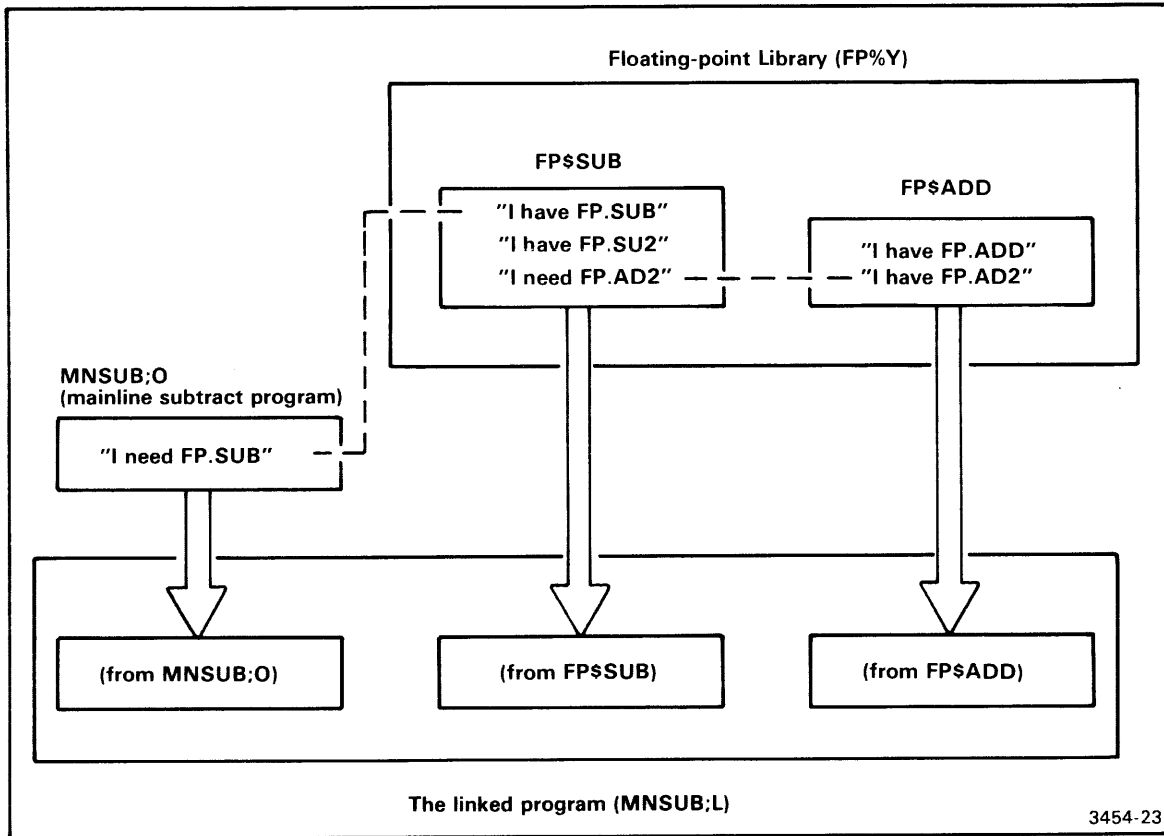 Floating-point Library (FP%Y)
FP$SUB
"I have FP.SUB"
"I have FP.SU2"
"I need FP.AD2"
FP$ADD
"I have FP.ADD"
"I have FP.AD2"
MNSUB;O
(mainline subtract program)
"I need FP.SUB"
(from MNSUB;O)
(from FP$SUB)
(from FP$ADD)
The linked program (MNSUB;L)
3454-23